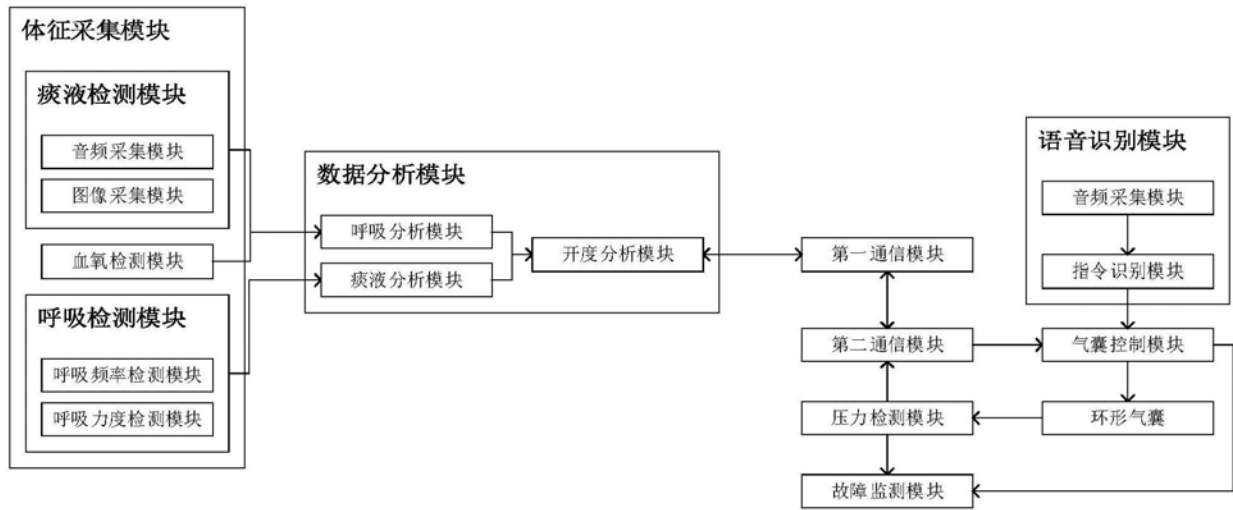 体征采集模块
痰液检测模块
音频采集模块
图像采集模块
血氧检测模块
呼吸检测模块
呼吸频率检测模块
呼吸力度检测模块
数据分析模块
呼吸分析模块
痰液分析模块
开度分析模块
第一通信模块
第二通信模块
压力检测模块
故障监测模块
语音识别模块
音频采集模块
指令识别模块
气囊控制模块
环形气囊